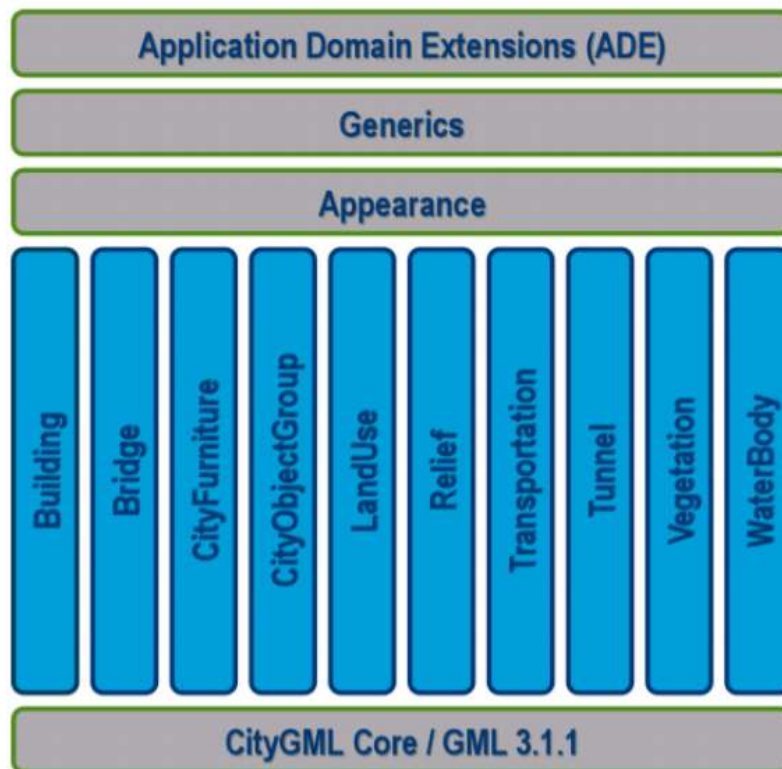 Application Domain Extensions (ADE)
Generics
Appearance
Building
Bridge
CityFurniture
CityObjectGroup
LandUse
Relief
Transportation
Tunnel
Vegetation
WaterBody
CityGML Core / GML 3.1.1